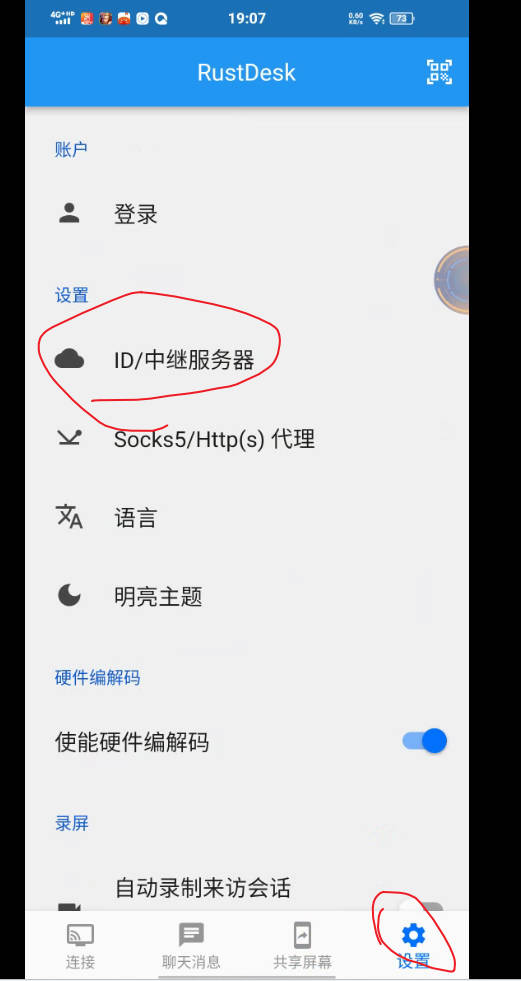 4G+HD 19:07 0.60 KB/s 73
RustDesk
账户
登录
设置
ID/中继服务器
Socks5/Http(s) 代理
语言
明亮主题
硬件编解码
使能硬件编解码
录屏
自动录制来访会话
连接 聊天消息 共享屏幕 设置